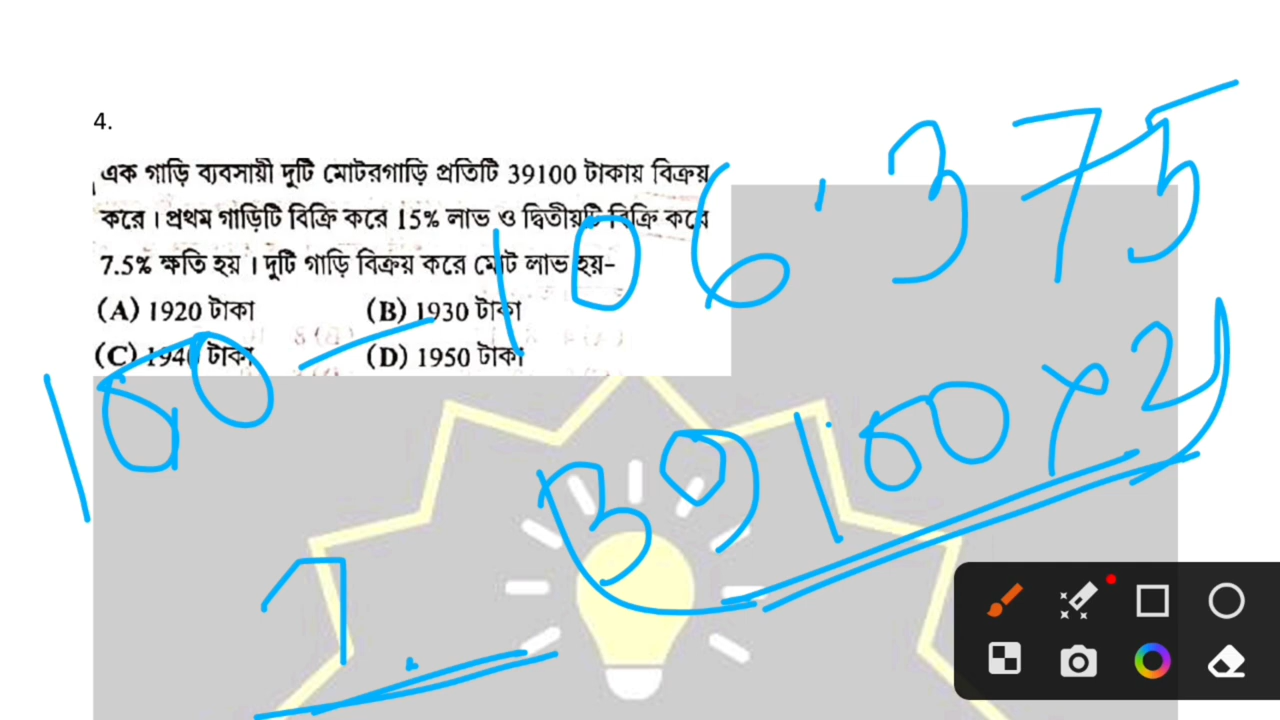 4.
এক গাড়ি ব্যবসায়ী দুটি মোটরগাড়ি প্রতিটি 39100 টাকায় বিক্রয়
করে। প্রথম গাড়িটি বিক্রি করে 15% লাভ ও দ্বিতীয়টি বিক্রি করে
7.5% ক্ষতি হয়। দুটি গাড়ি বিক্রয় করে মোট লাভ হয়-
(A) 1920 টাকা (B) 1930 টাকা
(C) 1940 টাকা (D) 1950 টাকা
106.375
100 -
39100 x 2
7.